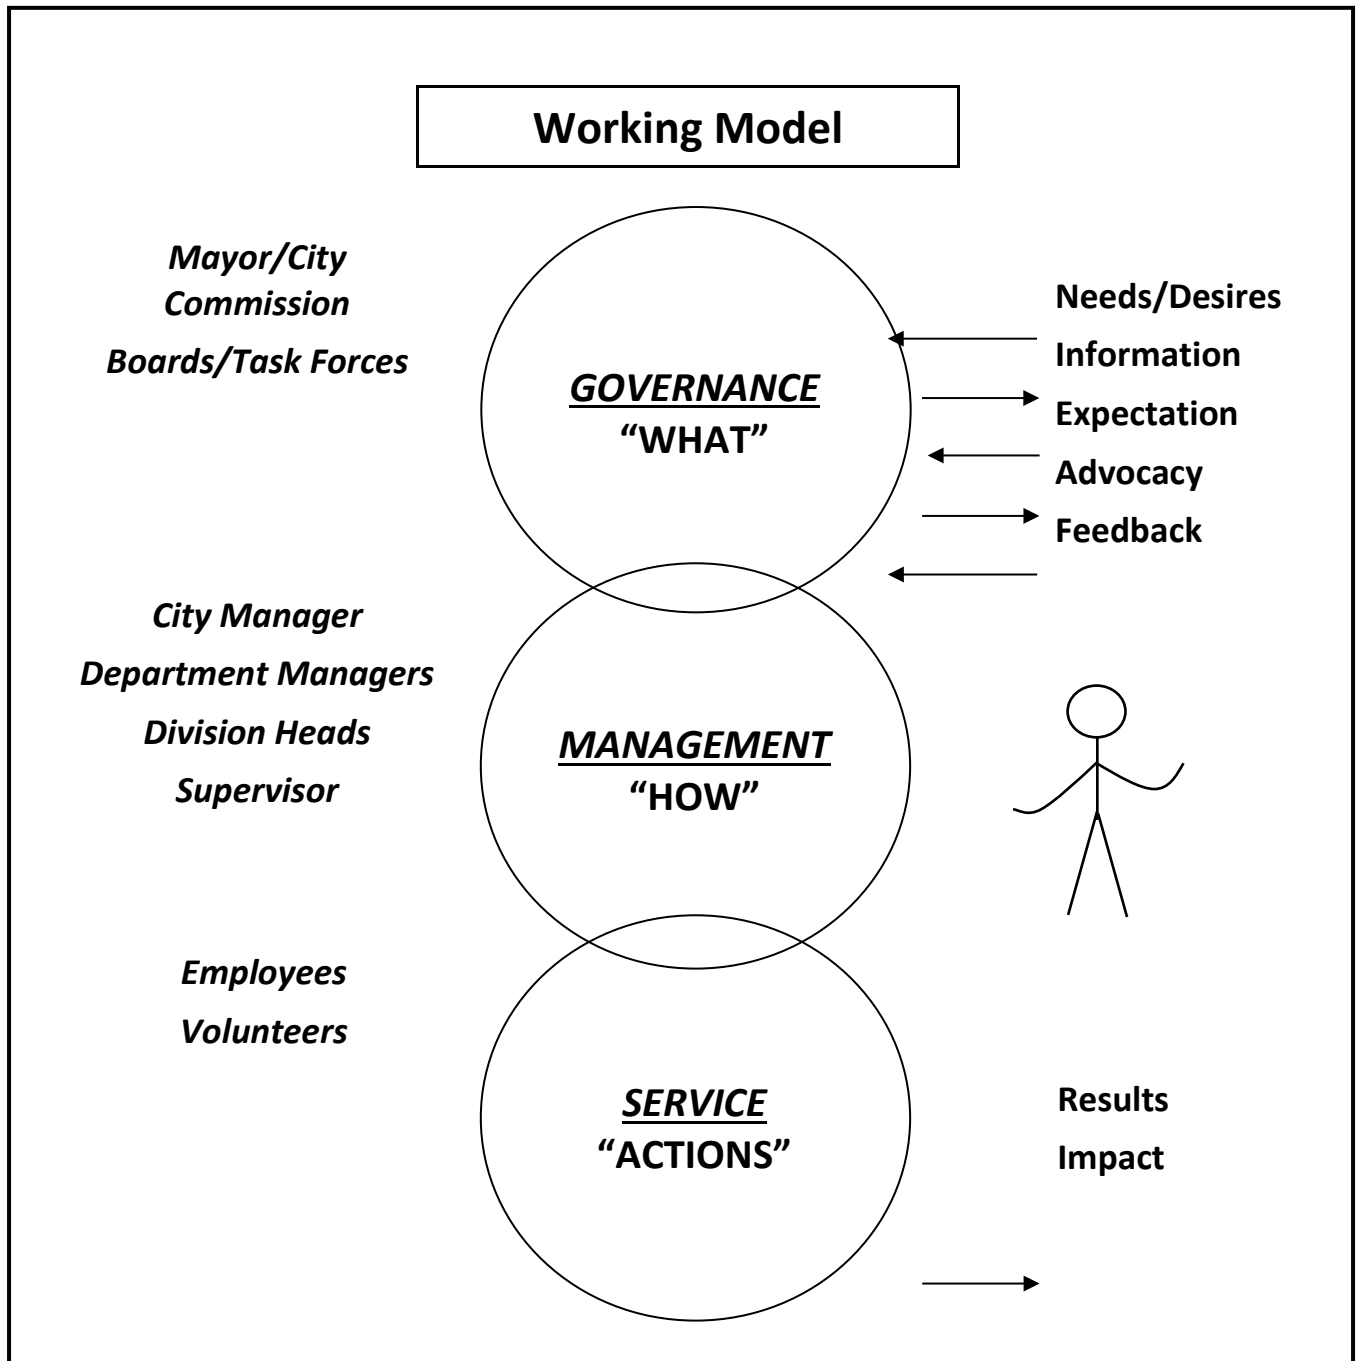 Working Model
Mayor/City
Commission
Boards/Task Forces
GOVERNANCE
“WHAT”
Needs/Desires
Information
Expectation
Advocacy
Feedback
City Manager
Department Managers
Division Heads
Supervisor
MANAGEMENT
“HOW”
Employees
Volunteers
SERVICE
“ACTIONS”
Results
Impact